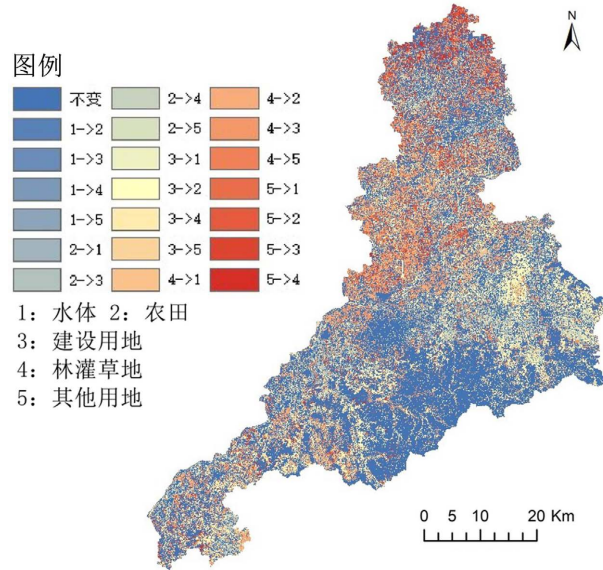 N
图例
不变 2->4 4->2
1->2 2->5 4->3
1->3 3->1 4->5
1->4 3->2 5->1
1->5 3->4 5->2
2->1 3->5 5->3
2->3 4->1 5->4
1: 水体 2: 农田
3: 建设用地
4: 林灌草地
5: 其他用地
0 5 10 20 Km